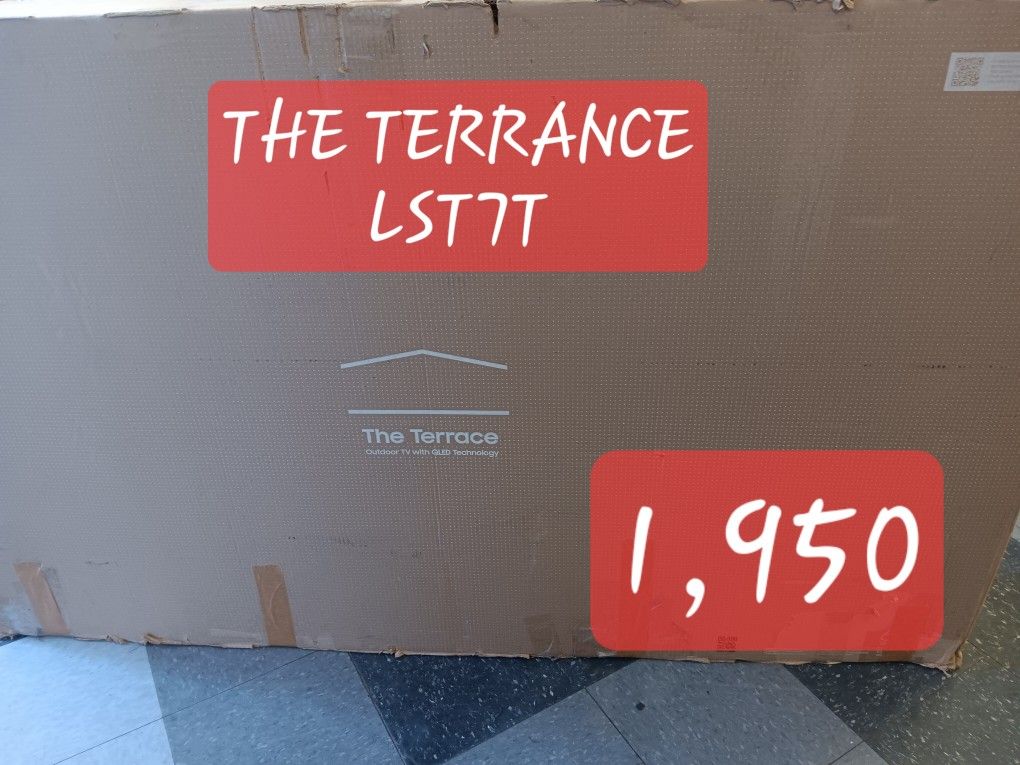 THE TERRANCE
LST7T
The Terrace
Outdoor TV with QLED Technology
1,950